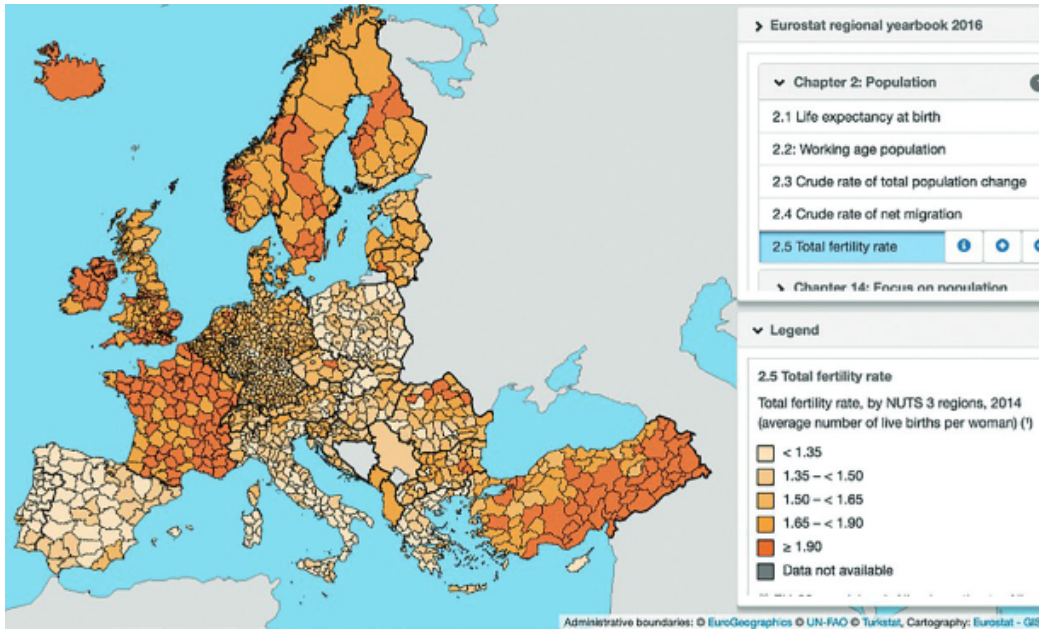 Eurostat regional yearbook 2016
Chapter 2: Population
2.1 Life expectancy at birth
2.2: Working age population
2.3 Crude rate of total population change
2.4 Crude rate of net migration
2.5 Total fertility rate
Chapter 14: Focus on population
Legend
2.5 Total fertility rate
Total fertility rate, by NUTS 3 regions, 2014
(average number of live births per woman) (¹)
< 1.35
1.35 – < 1.50
1.50 – < 1.65
1.65 – < 1.90
≥ 1.90
Data not available
Administrative boundaries: © EuroGeographics © UN-FAO © Turkstat, Cartography: Eurostat - GIS